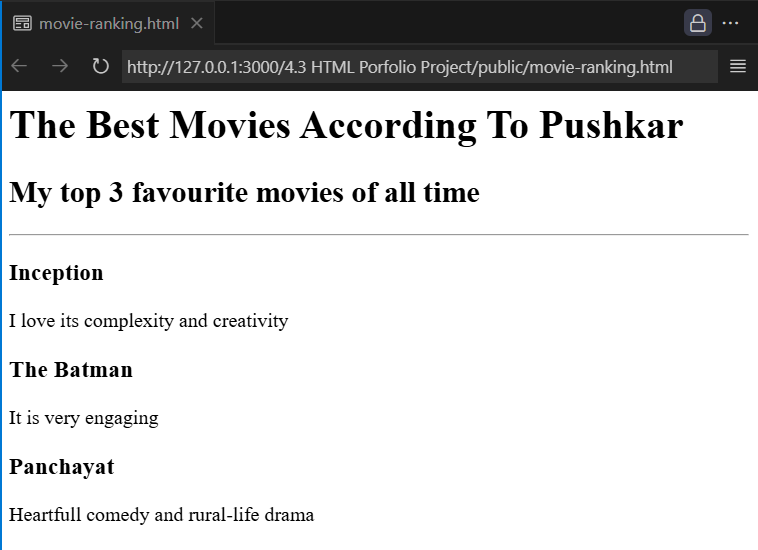 movie-ranking.html
http://127.0.0.1:3000/4.3 HTML Porfolio Project/public/movie-ranking.html
The Best Movies According To Pushkar
My top 3 favourite movies of all time
Inception
I love its complexity and creativity
The Batman
It is very engaging
Panchayat
Heartfull comedy and rural-life drama